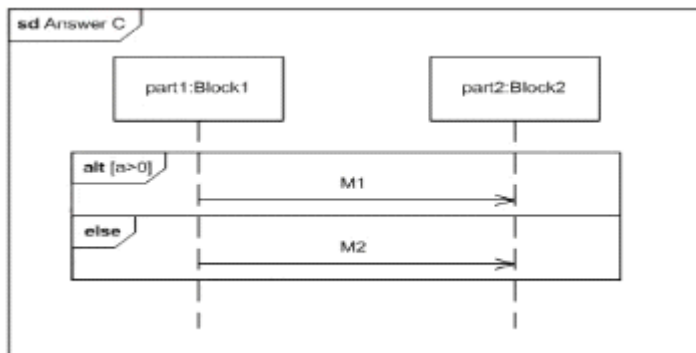 sd Answer C
part1:Block1
part2:Block2
alt [a>0]
M1
else
M2